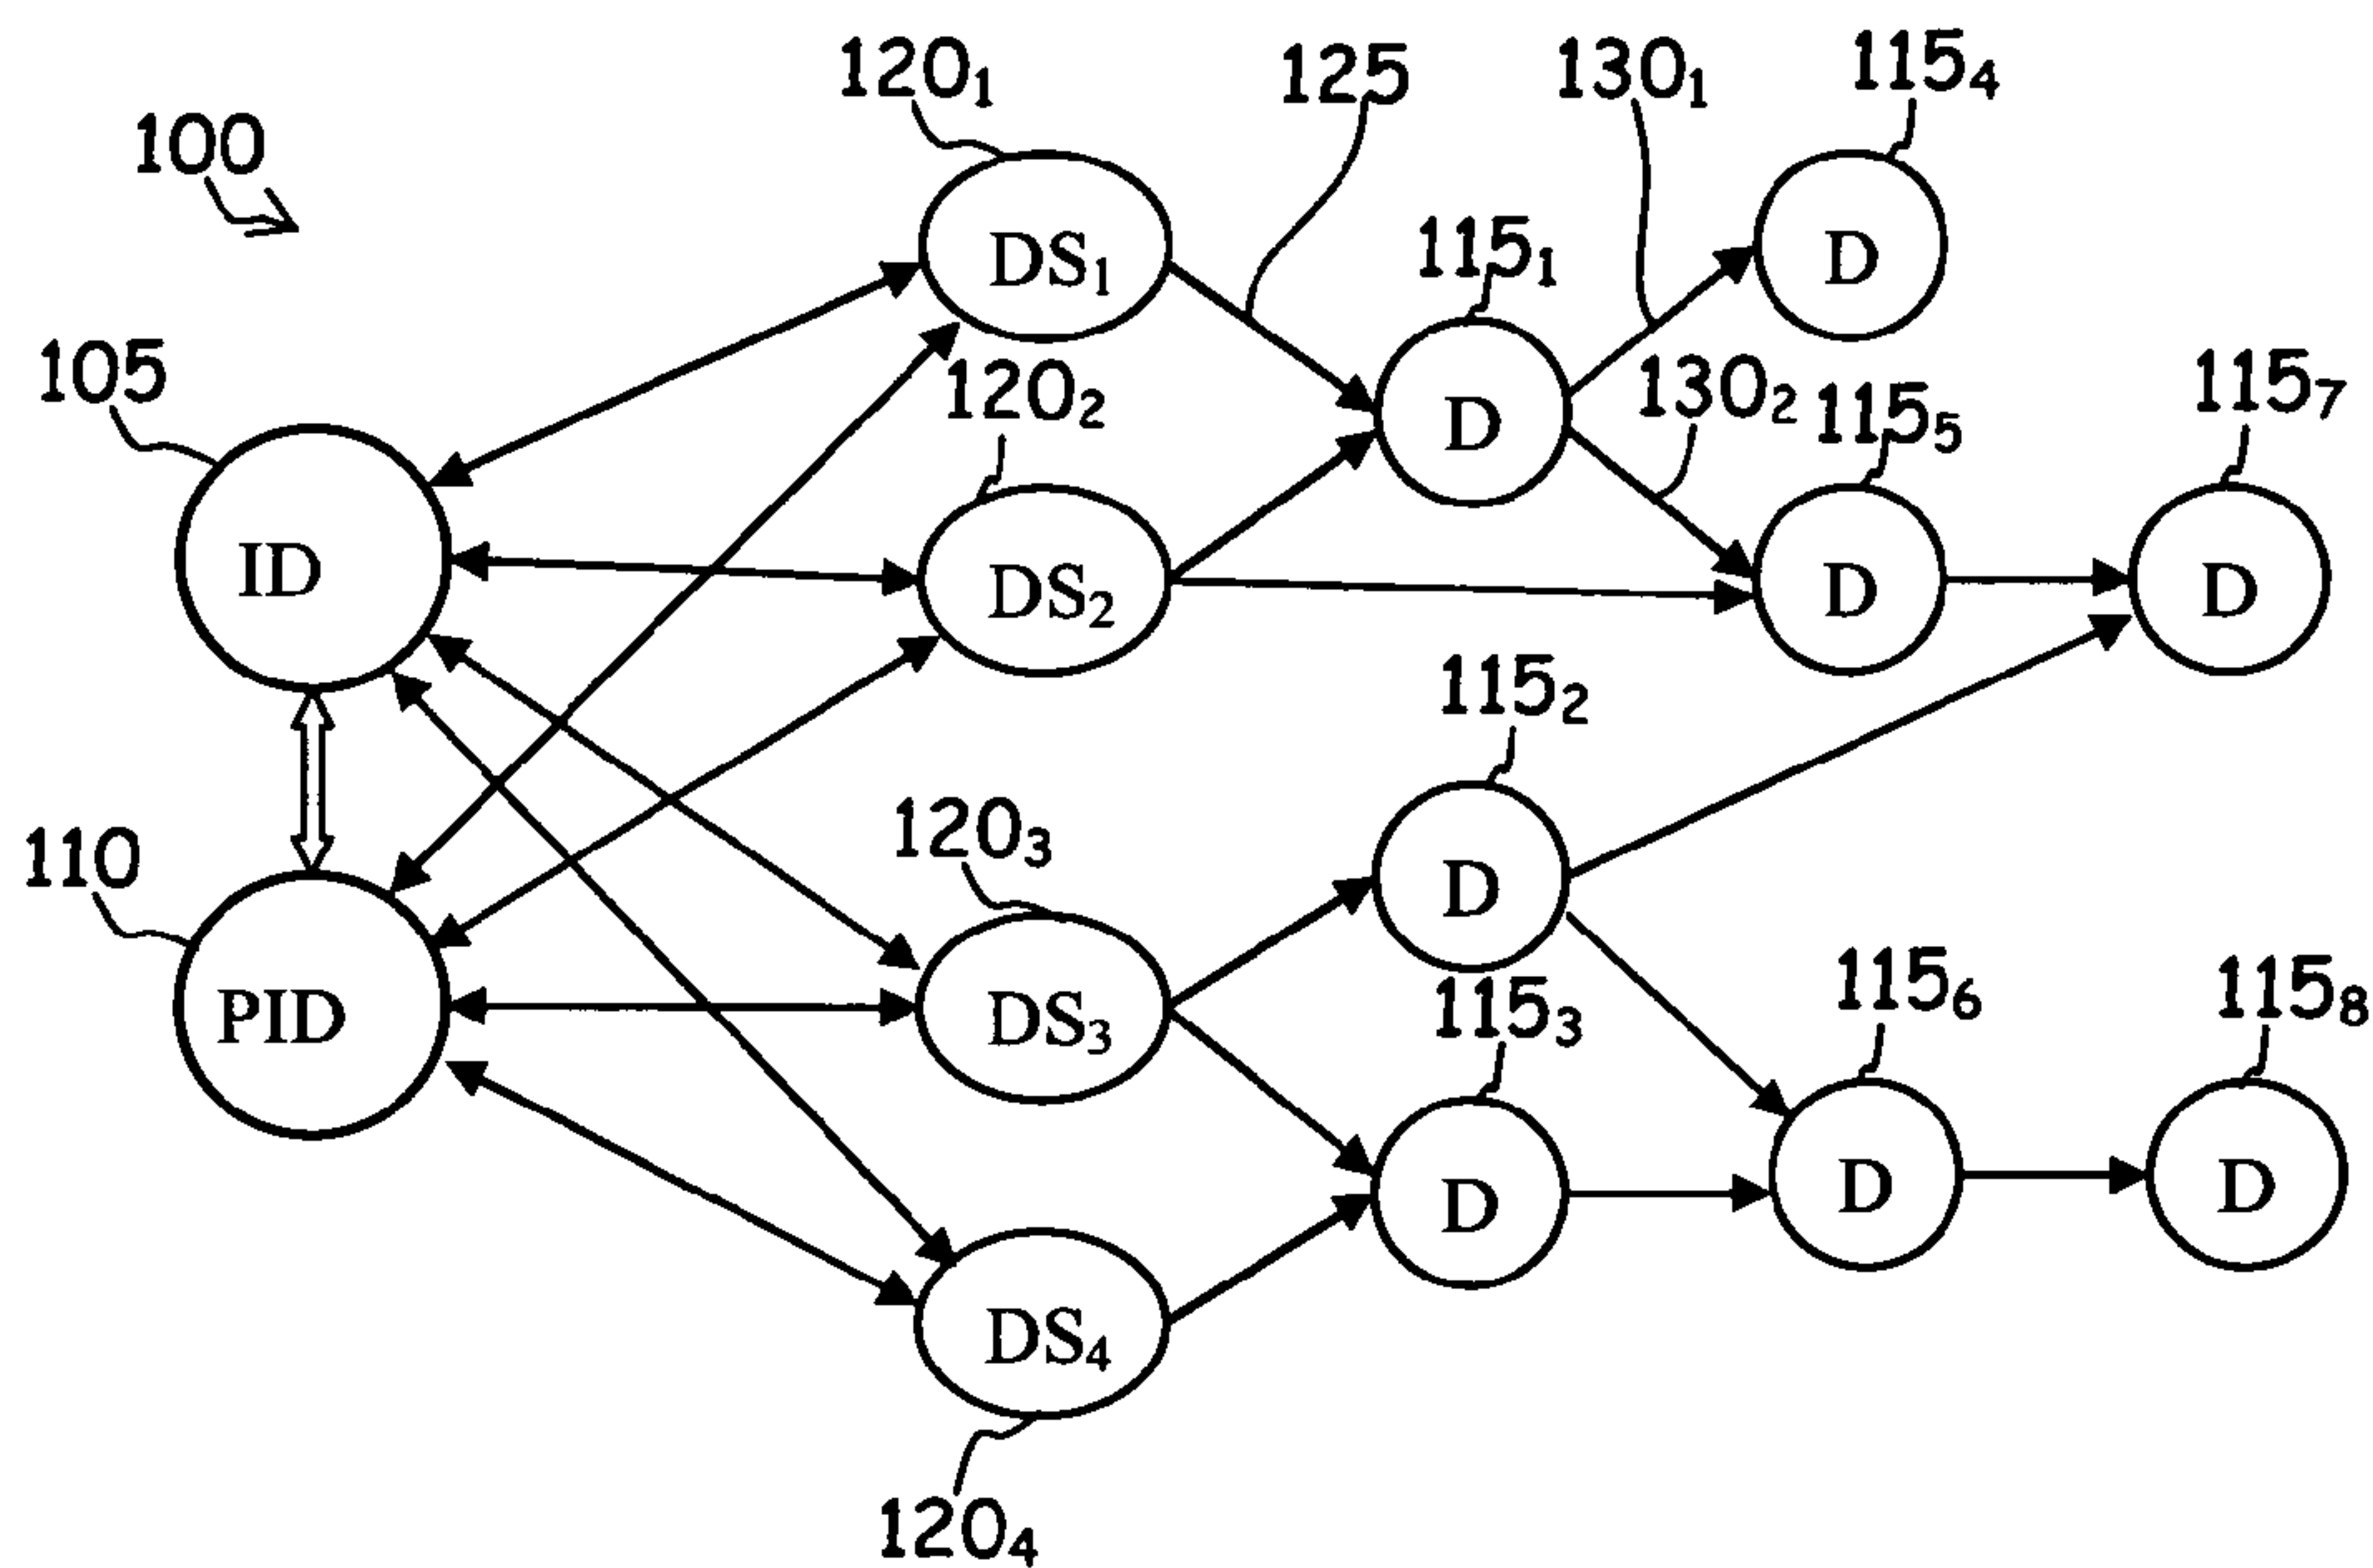 120₁
125
130₁
115₄
100
DS₁
115₁
D
105
120₂
D
130₂
115₅
115₇
ID
DS₂
D
D
115₂
110
120₃
D
PID
DS₃
115₃
115₆
115₈
D
D
D
DS₄
120₄